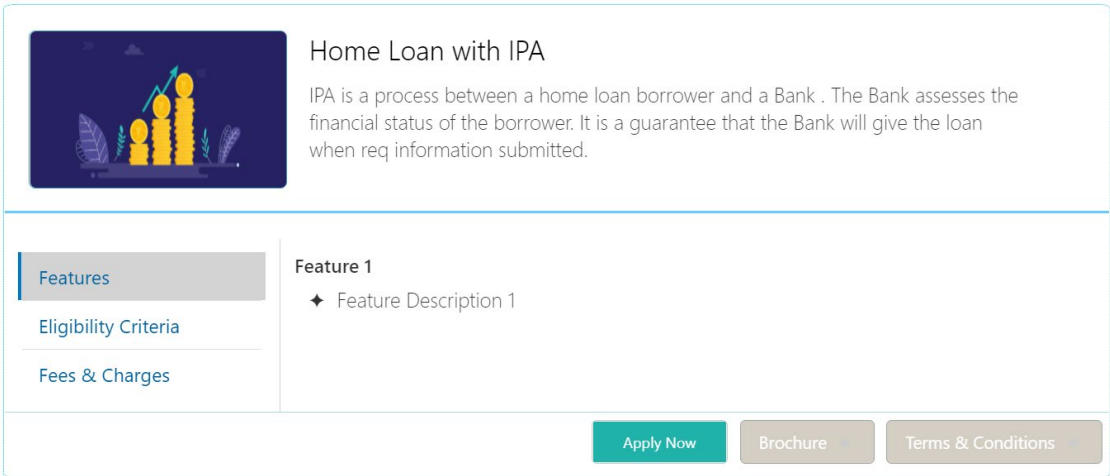 Home Loan with IPA
IPA is a process between a home loan borrower and a Bank . The Bank assesses the
financial status of the borrower. It is a guarantee that the Bank will give the loan
when req information submitted.
Features
Eligibility Criteria
Fees & Charges
Feature 1
✦ Feature Description 1
Apply Now
Brochure
Terms & Conditions